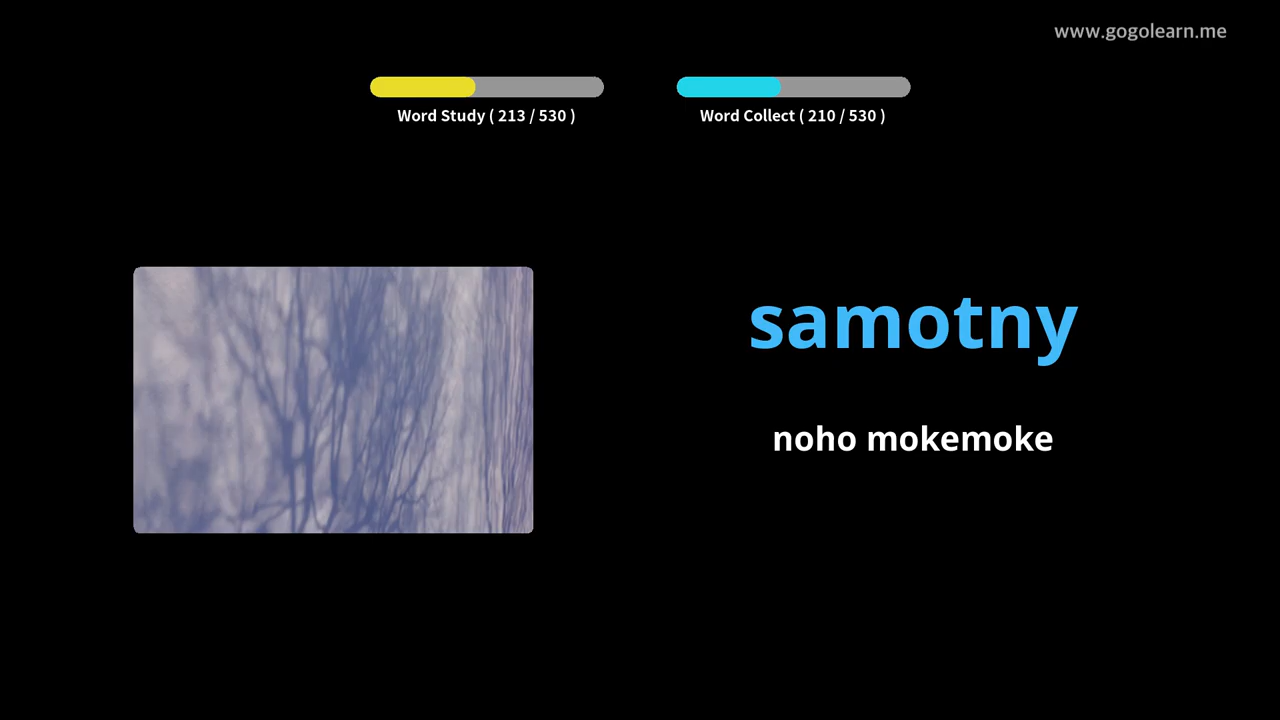 www.gogolearn.me
Word Study ( 213 / 530 )
Word Collect ( 210 / 530 )
samotny
noho mokemoke